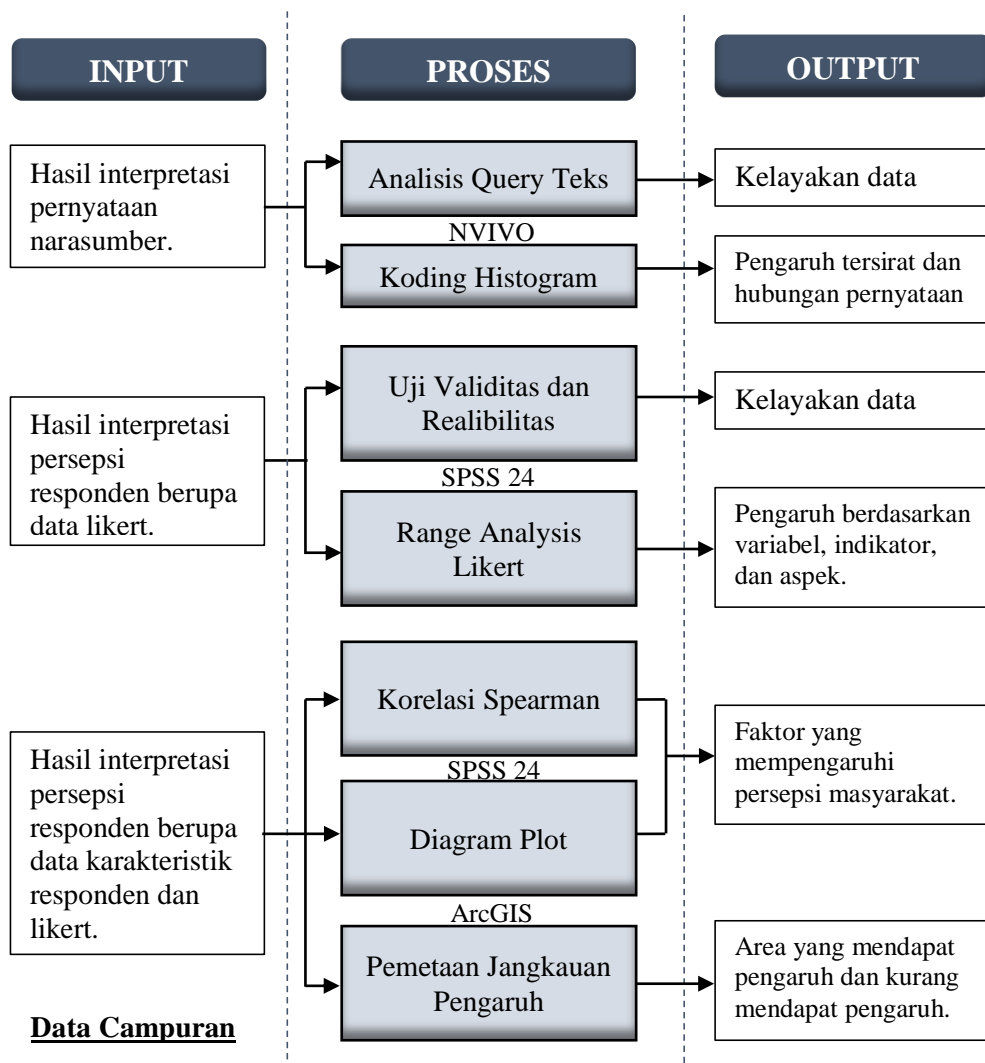 INPUT
PROSES
OUTPUT
Hasil interpretasi
pernyataan
narasumber.
Analisis Query Teks
NVIVO
Koding Histogram
Kelayakan data
Pengaruh tersirat dan
hubungan pernyataan
Hasil interpretasi
persepsi
responden berupa
data likert.
Uji Validitas dan
Realibilitas
SPSS 24
Range Analysis
Likert
Kelayakan data
Pengaruh berdasarkan
variabel, indikator,
dan aspek.
Hasil interpretasi
persepsi
responden berupa
data karakteristik
responden dan
likert.
Korelasi Spearman
SPSS 24
Diagram Plot
ArcGIS
Pemetaan Jangkauan
Pengaruh
Faktor yang
mempengaruhi
persepsi masyarakat.
Area yang mendapat
pengaruh dan kurang
mendapat pengaruh.
Data Campuran